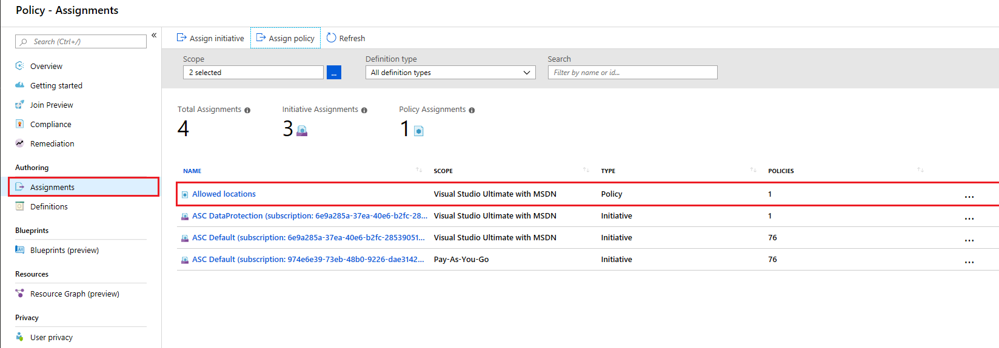 Policy - Assignments
Search (Ctrl+/)
«
Overview
Getting started
Join Preview
Compliance
Remediation
Authoring
Assignments
Definitions
Blueprints
Blueprints (preview)
Resources
Resource Graph (preview)
Privacy
User privacy
Assign initiative
Assign policy
Refresh
Scope
2 selected
...
Definition type
All definition types
Search
Filter by name or id...
Total Assignments
4
Initiative Assignments
3
Policy Assignments
1
NAME SCOPE TYPE POLICIES
Allowed locations Visual Studio Ultimate with MSDN Policy 1 ...
ASC DataProtection (subscription: 6e9a285a-37ea-40e6-b2fc-28... Visual Studio Ultimate with MSDN Initiative 1 ...
ASC Default (subscription: 6e9a285a-37ea-40e6-b2fc-28539051... Visual Studio Ultimate with MSDN Initiative 76 ...
ASC Default (subscription: 974e6e39-73eb-48b0-9226-dae3142... Pay-As-You-Go Initiative 76 ...